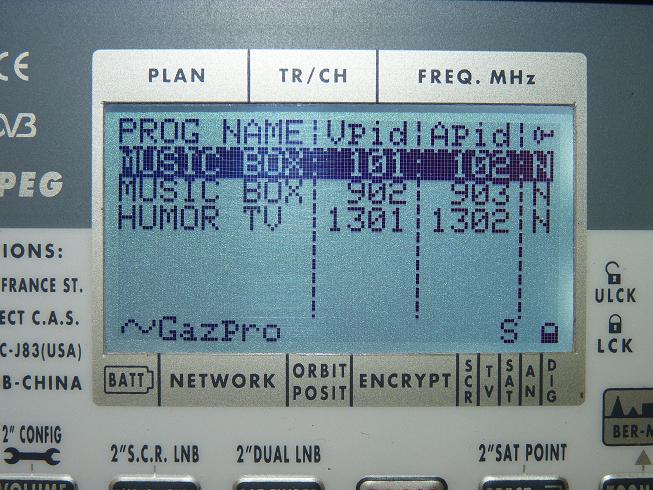 CE
DVB
PEG
PLAN TR/CH FREQ. MHz
PROG NAME Vpid APid
MUSIC BOX 101 102 N
MUSIC BOX 902 903 N
HUMOR TV 1301 1302 N
~GazPro S
IONS:
FRANCE ST.
ECT C.A.S.
C-J83(USA)
B-CHINA
ULCK
LCK
BATT NETWORK ORBIT POSIT ENCRYPT SCR TV SAT AN DIG
BER-M
2" CONFIG 2"S.C.R. LNB 2"DUAL LNB 2"SAT POINT
VOLUME